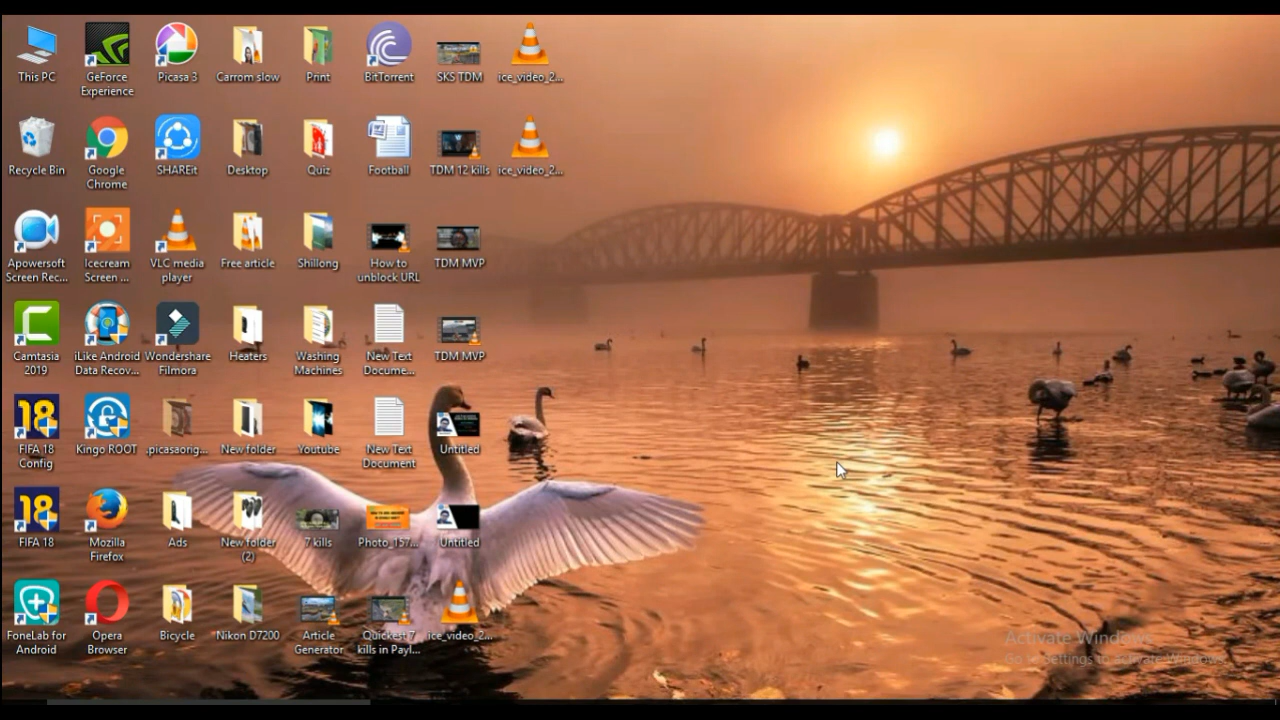 This PC
GeForce
Experience
Picasa 3
Carrom slow
Print
BitTorrent
SKS TDM
ice_video_2...
Recycle Bin
Google
Chrome
SHAREit
Desktop
Quiz
Football
TDM 12 kills
ice_video_2...
Apowersoft
Screen Rec...
Icecream
Screen ...
VLC media
player
Free article
Shillong
How to
unblock URL
TDM MVP
Camtasia
2019
iLike Android
Data Recov...
Wondershare
Filmora
Heaters
Washing
Machines
New Text
Docume...
TDM MVP
18
FIFA 18
Config
Kingo ROOT
.picasaorig...
New folder
Youtube
New Text
Document
Untitled
18
FIFA 18
Mozilla
Firefox
Ads
New folder
(2)
7 kills
Photo_157...
Untitled
FoneLab for
Android
Opera
Browser
Bicycle
Nikon D7200
Article
Generator
Quickest 7
kills in Payl...
ice_video_2...
Activate Windows
Go to Settings to activate Windows.